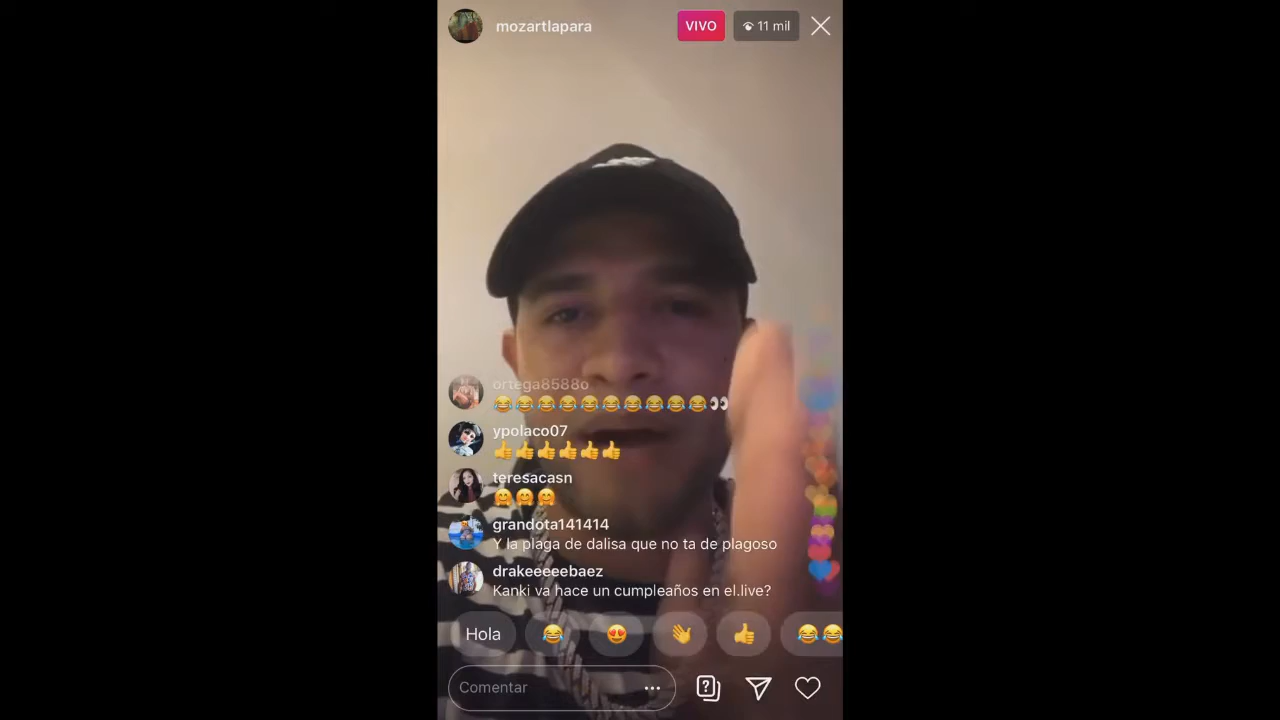 mozartlapara
VIVO
11 mil
ortega8588o
😂😂😂😂😂😂😂😂😂😂👀
ypolaco07
👍👍👍👍👍👍
teresacasn
🤗🤗🤗
grandota141414
Y la plaga de dalisa que no ta de plagoso
drakeeeeebaez
Kanki va hace un cumpleaños en el.live?
Hola 😂 😍 👋 👍 😂😂
Comentar